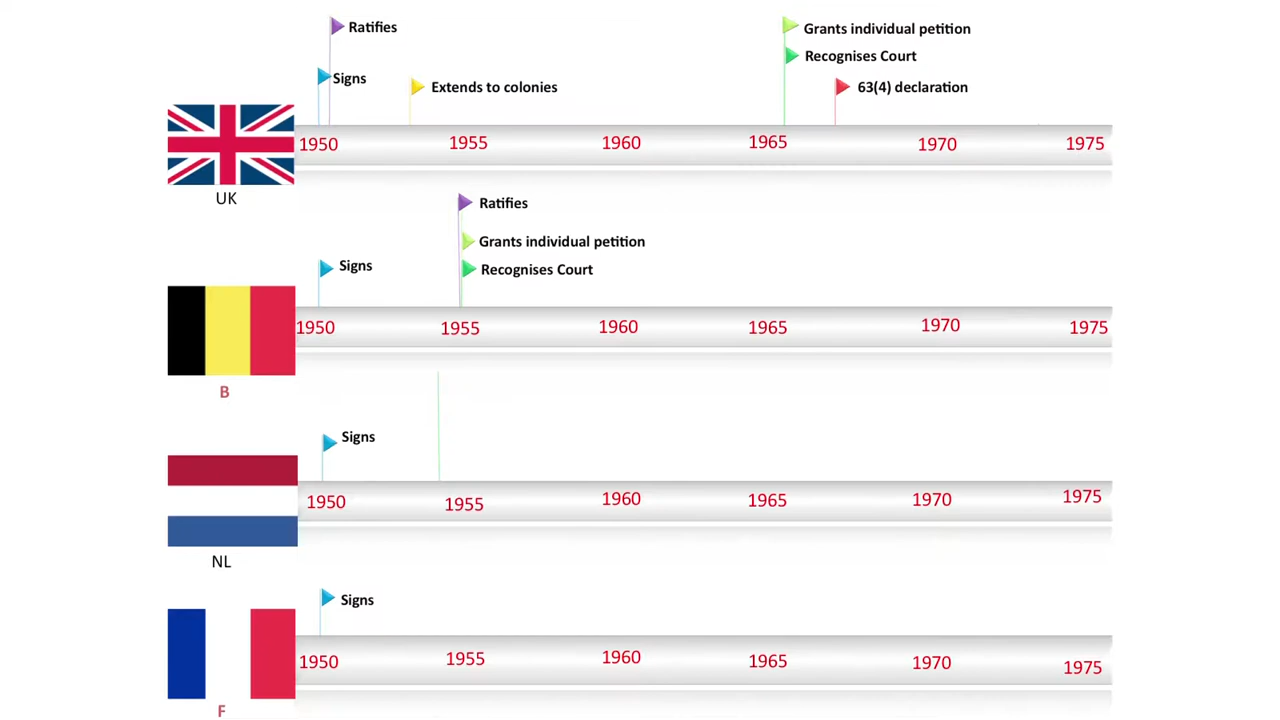 Ratifies
Grants individual petition
Recognises Court
Signs
Extends to colonies
63(4) declaration
1950 1955 1960 1965 1970 1975
UK
Ratifies
Grants individual petition
Signs
Recognises Court
1950 1955 1960 1965 1970 1975
B
Signs
1950 1955 1960 1965 1970 1975
NL
Signs
1950 1955 1960 1965 1970 1975
F